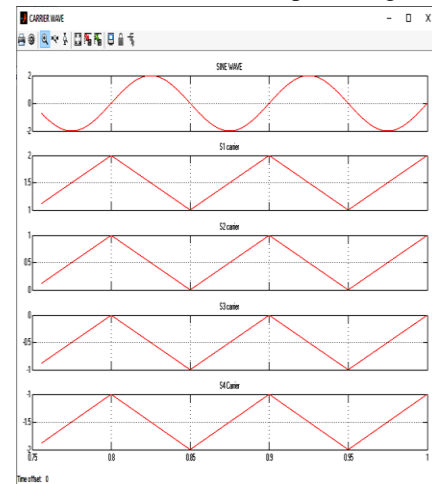 CARRIER WAVE
SINE WAVE
2
0
-2
S1 carrier
2
1.5
1
S2 carrier
1
0.5
0
S3 carrier
0
-0.5
-1
S4 Carrier
-1
-1.5
-2
0.75 0.8 0.85 0.9 0.95 1
Time offset: 0